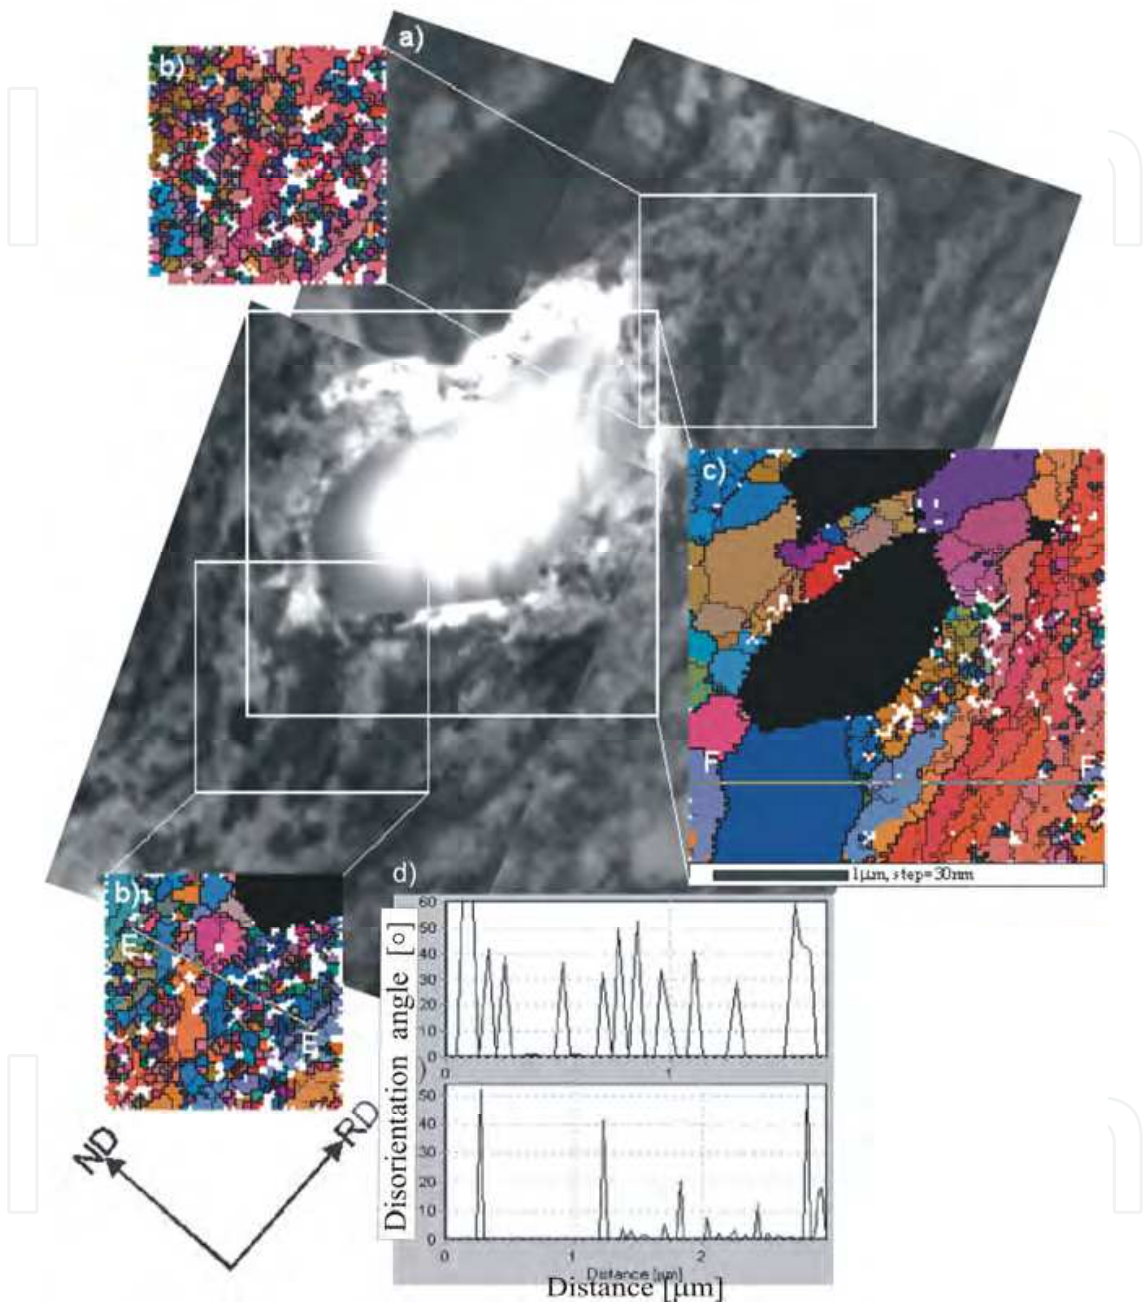 a)
b)
c)
F F
1μm, step=30nm
b)
E
E
d)
Disorientation angle [○]
60
50
40
30
20
10
0
0 1
)
50
40
30
20
10
0
0 1 2
Distance [μm]
Distance [μm]
ND
RD